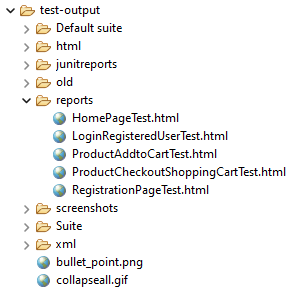 test-output
Default suite
html
junitreports
old
reports
HomePageTest.html
LoginRegisteredUserTest.html
ProductAddtoCartTest.html
ProductCheckoutShoppingCartTest.html
RegistrationPageTest.html
screenshots
Suite
xml
bullet_point.png
collapseall.gif